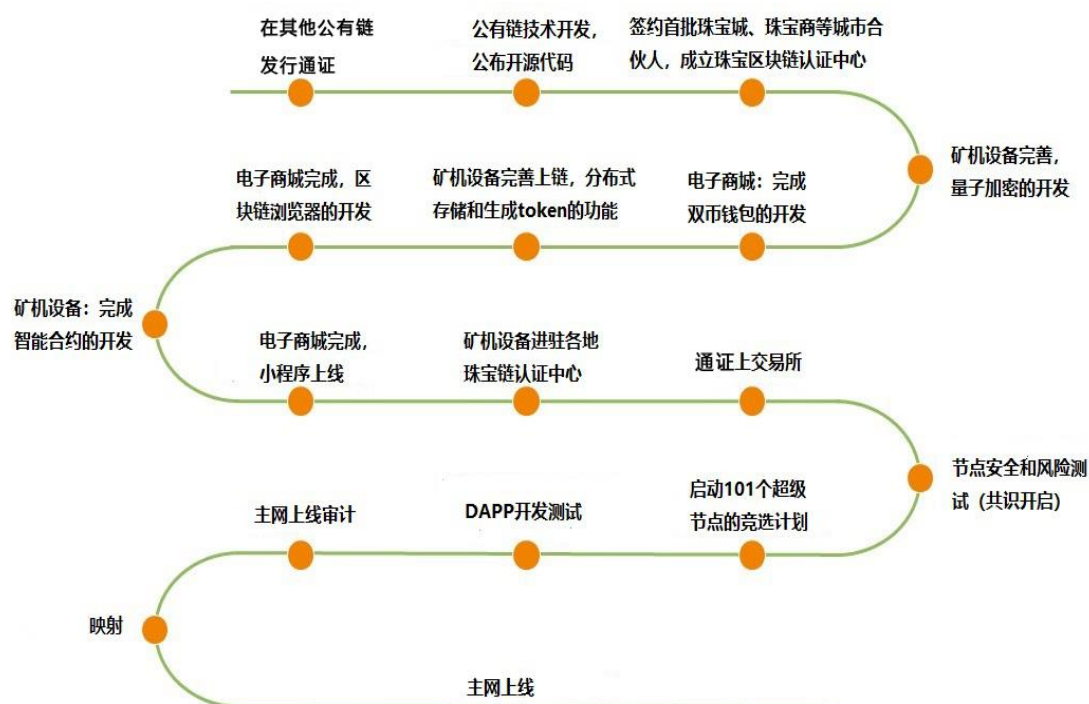 在其他公有链
发行通证
公有链技术开发，
公布开源代码
签约首批珠宝城、珠宝商等城市合
伙人，成立珠宝区块链认证中心
矿机设备完善，
量子加密的开发
电子商城：完成
双币钱包的开发
矿机设备完善上链，分布式
存储和生成token的功能
电子商城完成，区
块链浏览器的开发
矿机设备：完成
智能合约的开发
电子商城完成，
小程序上线
矿机设备进驻各地
珠宝链认证中心
通证上交易所
节点安全和风险测
试（共识开启）
启动101个超级
节点的竞选计划
DAPP开发测试
主网上线审计
映射
主网上线